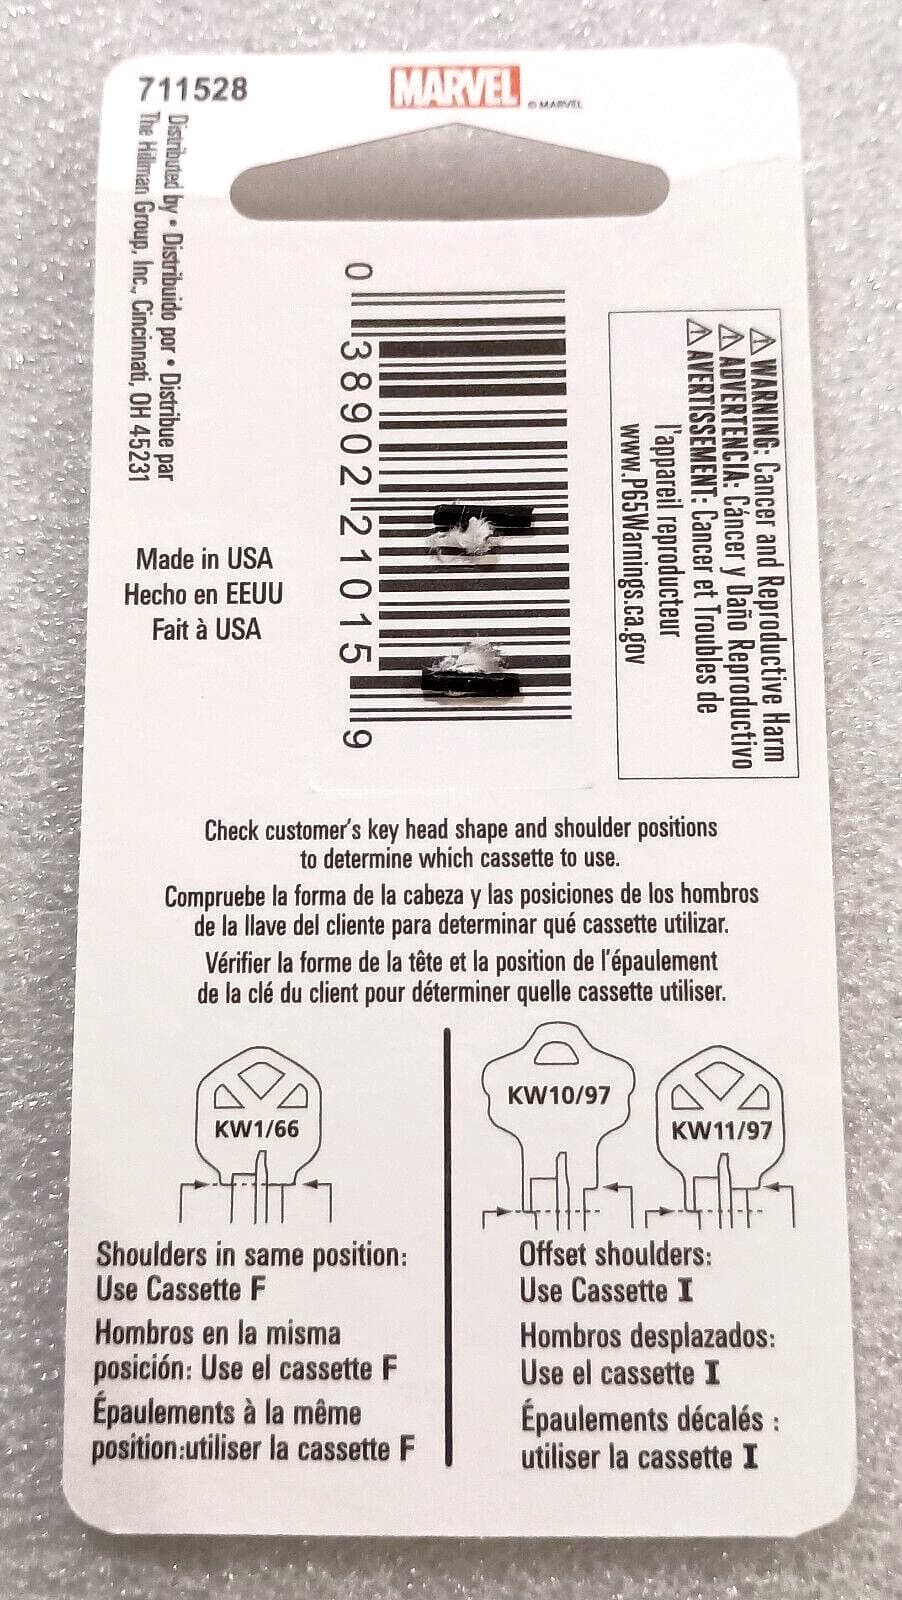 711528
MARVEL
© MARVEL
Distributed by • Distribuido por • Distribue par
The Hillman Group, Inc., Cincinnati, OH 45231
0 38902 21015 9
⚠ WARNING: Cancer and Reproductive Harm
⚠ ADVERTENCIA: Cáncer y Daño Reproductivo
⚠ AVERTISSEMENT: Cancer et Troubles de
l'appareil reproducteur
www.P65Warnings.ca.gov
Made in USA
Hecho en EEUU
Fait à USA
Check customer's key head shape and shoulder positions
to determine which cassette to use.
Compruebe la forma de la cabeza y las posiciones de los hombros
de la llave del cliente para determinar qué cassette utilizar.
Vérifier la forme de la tête et la position de l'épaulement
de la clé du client pour déterminer quelle cassette utiliser.
KW1/66
Shoulders in same position:
Use Cassette F
Hombros en la misma
posición: Use el cassette F
Épaulements à la même
position:utiliser la cassette F
KW10/97
KW11/97
Offset shoulders:
Use Cassette I
Hombros desplazados:
Use el cassette I
Épaulements décalés :
utiliser la cassette I